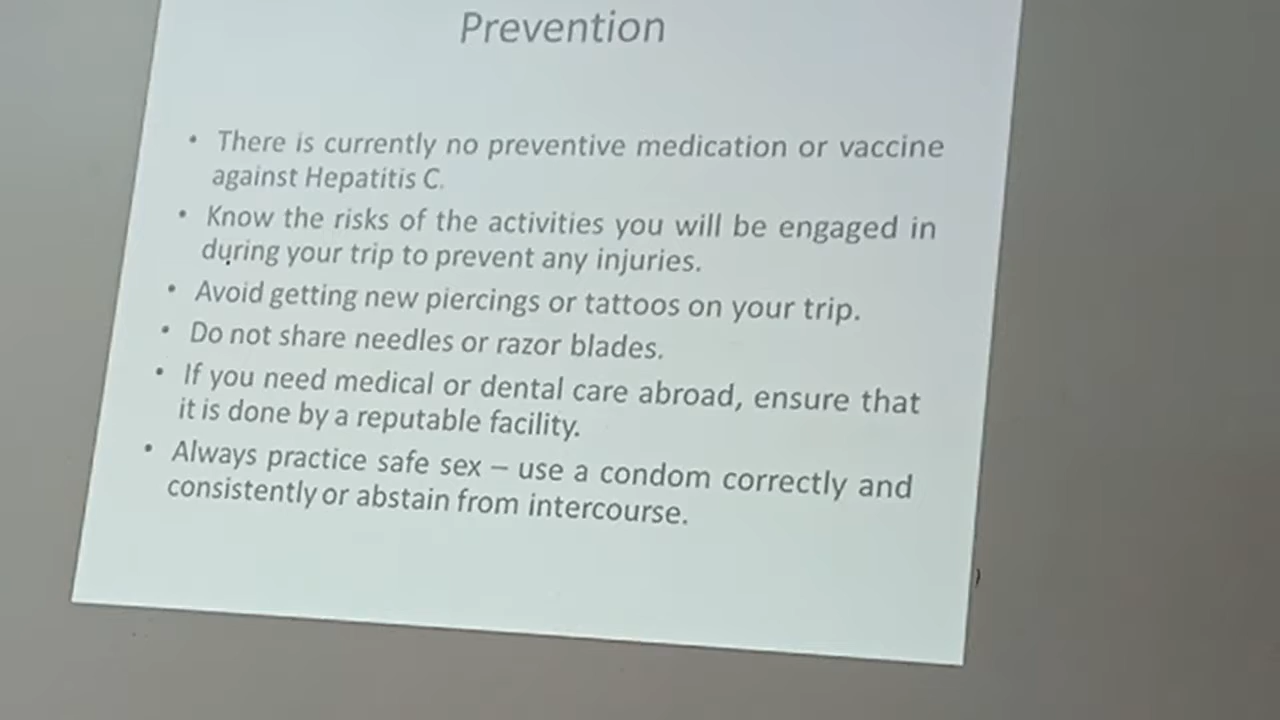 Prevention
• There is currently no preventive medication or vaccine
against Hepatitis C.
• Know the risks of the activities you will be engaged in
during your trip to prevent any injuries.
• Avoid getting new piercings or tattoos on your trip.
• Do not share needles or razor blades.
• If you need medical or dental care abroad, ensure that
it is done by a reputable facility.
• Always practice safe sex – use a condom correctly and
consistently or abstain from intercourse.